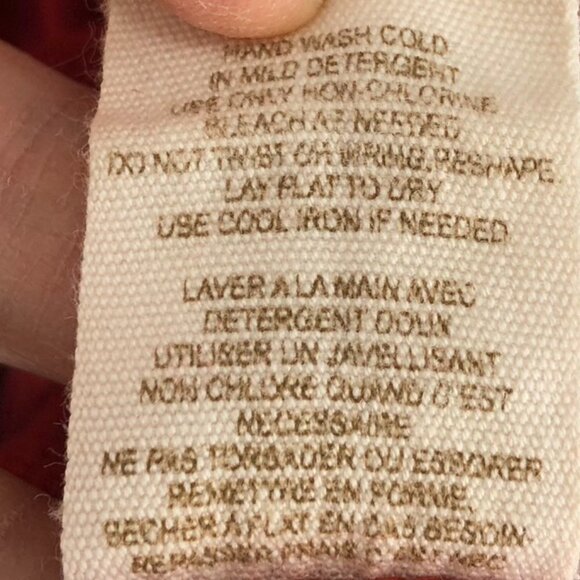 HAND WASH COLD
IN MILD DETERGENT
USE ONLY NON-CHLORINE
BLEACH AS NEEDED
DO NOT TWIST OR WRING, RESHAPE,
LAY FLAT TO DRY
USE COOL IRON IF NEEDED
LAVER A LA MAIN AVEC
DETERGENT DOUX
UTILISER UN JAVELLISANT
NON CHLORE QUAND C'EST
NECESSAIRE
NE PAS TORSADER OU ESSORER
REMETTRE EN FORME,
SECHER A PLAT EN CAS BESOIN-
REPASSER